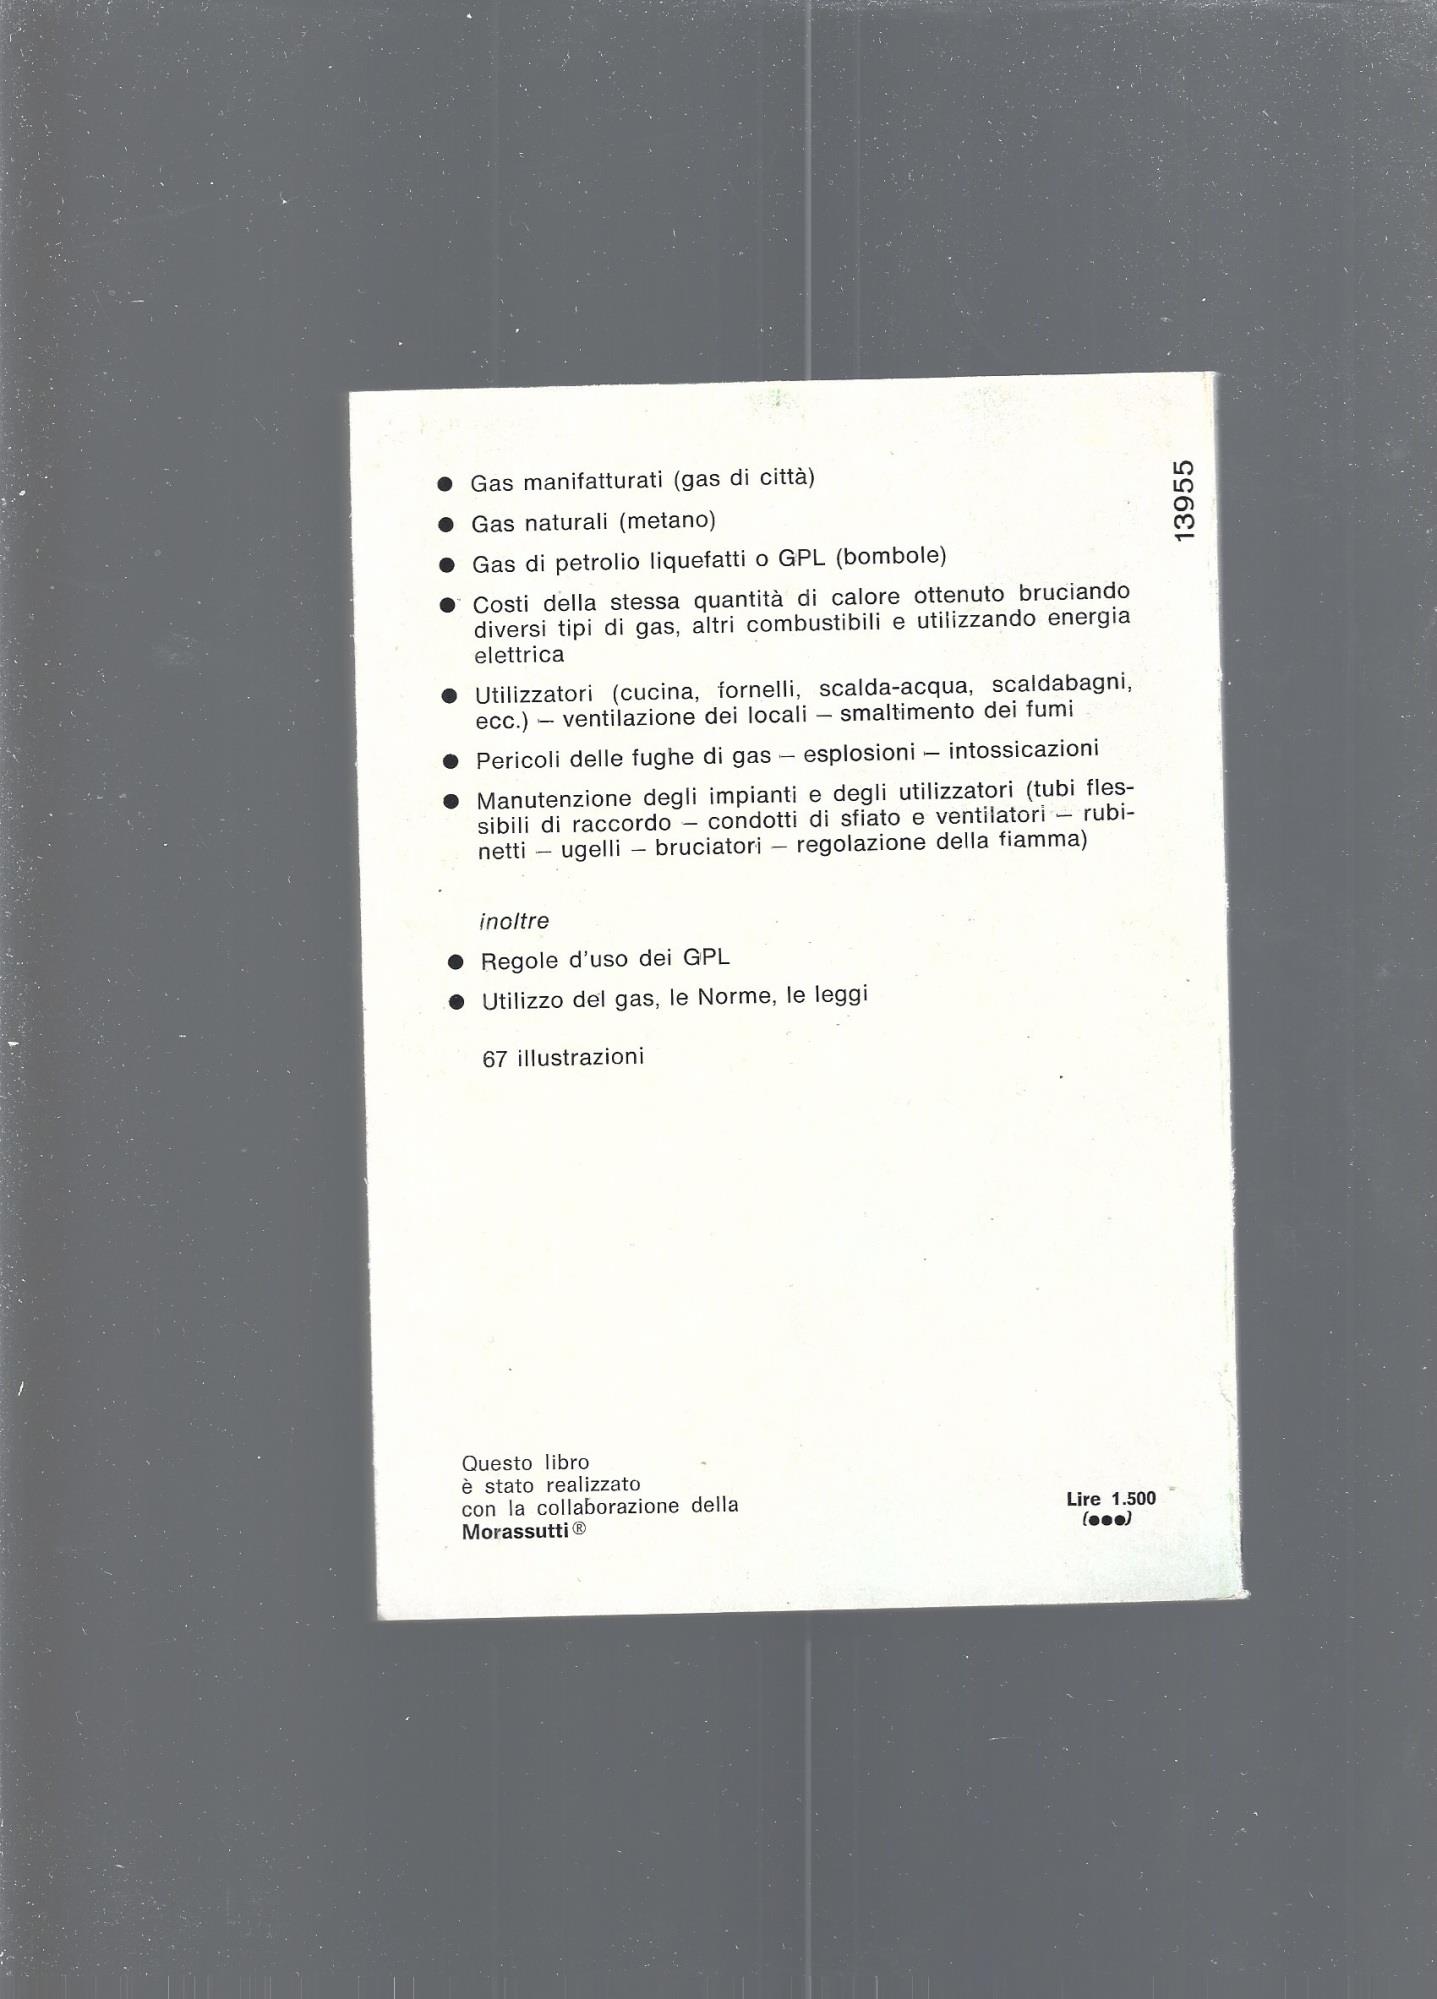 ● Gas manifatturati (gas di città)
● Gas naturali (metano)
● Gas di petrolio liquefatti o GPL (bombole)
● Costi della stessa quantità di calore ottenuto bruciando
diversi tipi di gas, altri combustibili e utilizzando energia
elettrica
● Utilizzatori (cucina, fornelli, scalda-acqua, scaldabagni,
ecc.) – ventilazione dei locali – smaltimento dei fumi
● Pericoli delle fughe di gas – esplosioni – intossicazioni
● Manutenzione degli impianti e degli utilizzatori (tubi fles-
sibili di raccordo – condotti di sfiato e ventilatori – rubi-
netti – ugelli – bruciatori – regolazione della fiamma)
inoltre
● Regole d'uso dei GPL
● Utilizzo del gas, le Norme, le leggi
67 illustrazioni
13955
Questo libro
è stato realizzato
con la collaborazione della
Morassutti®
Lire 1.500
(●●●)